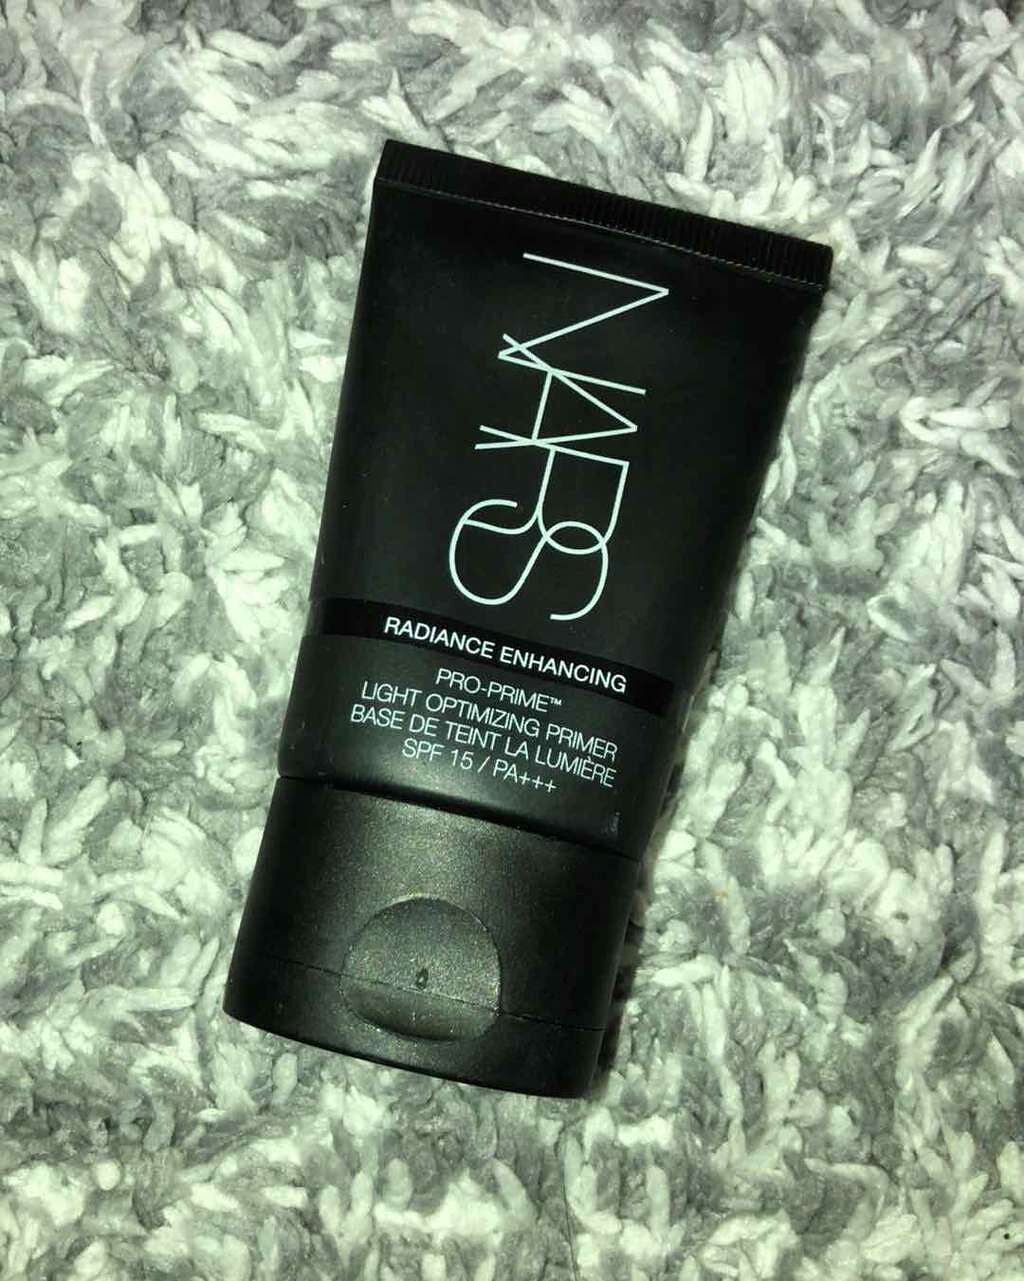 NARS
RADIANCE ENHANCING
PRO-PRIME™
LIGHT OPTIMIZING PRIMER
BASE DE TEINT LA LUMIÈRE
SPF 15 / PA+++